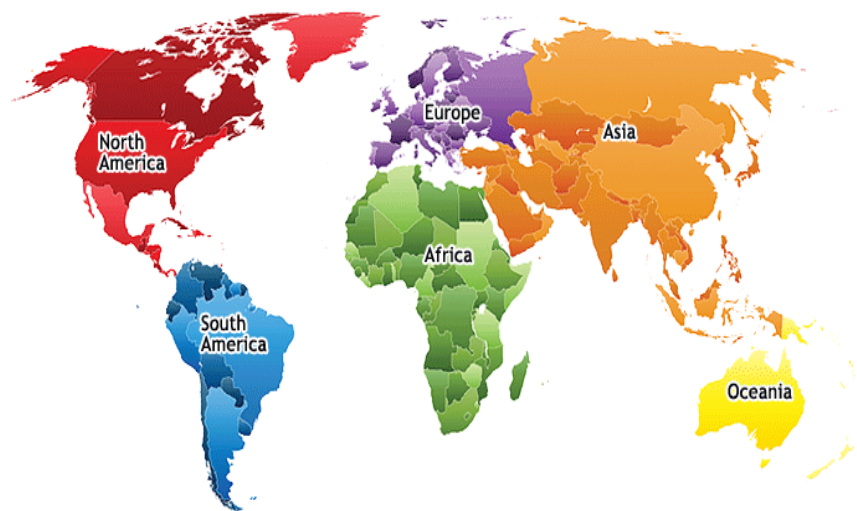 North
America
Europe
Asia
Africa
South
America
Oceania